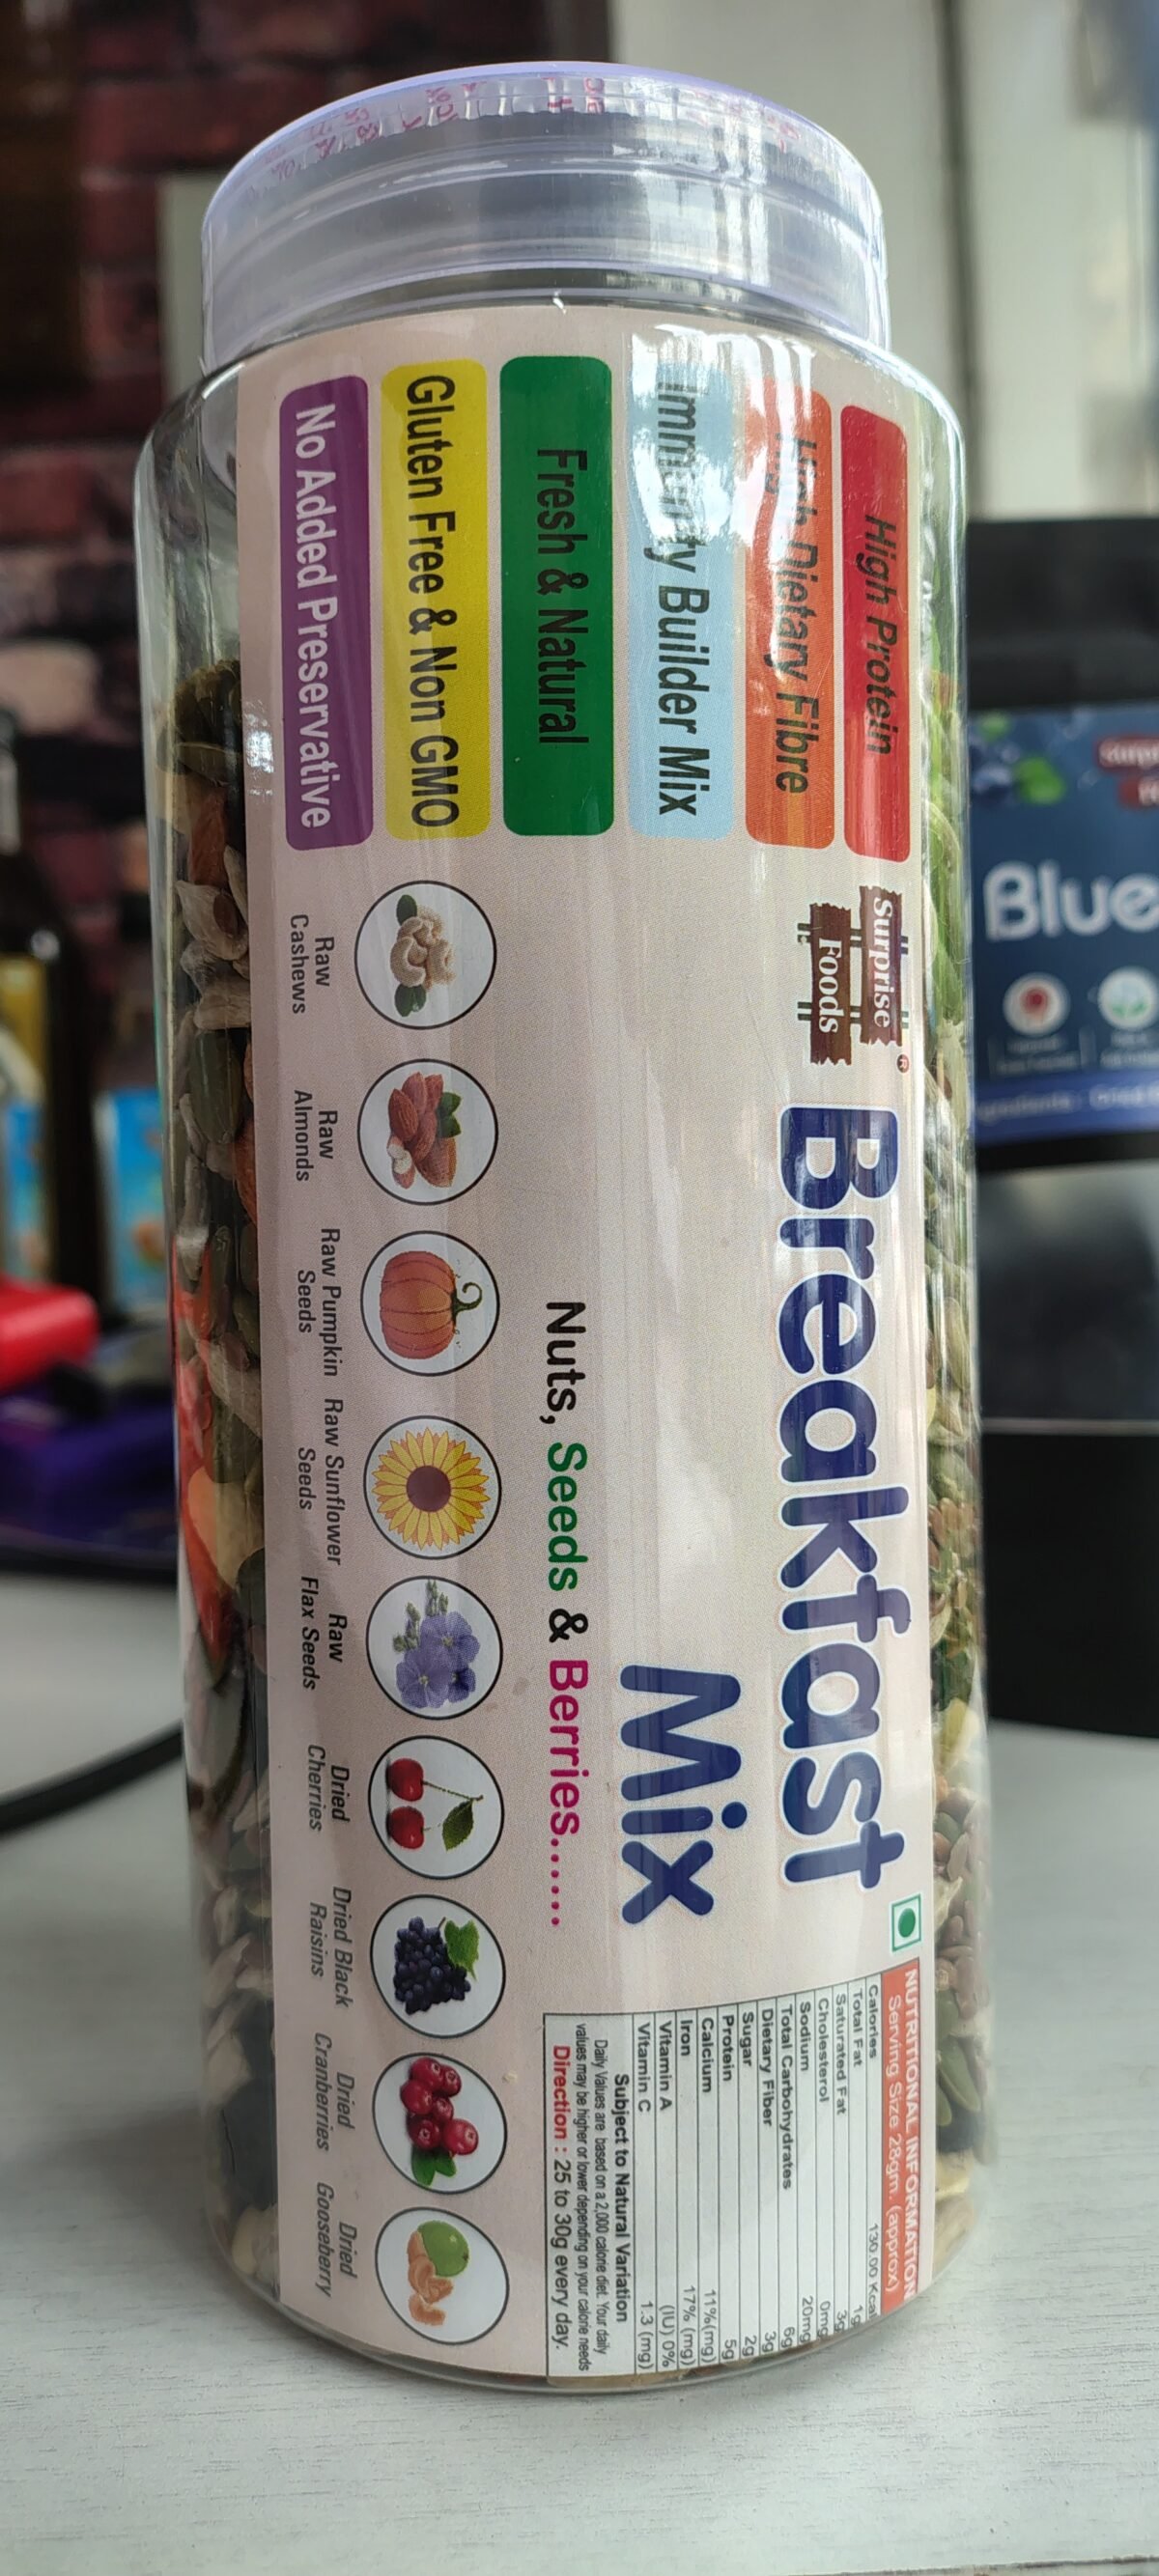 High Protein
High Dietary Fibre
Immunity Builder Mix
Fresh & Natural
Gluten Free & Non GMO
No Added Preservative
Surprise
Foods
®
Breakfast
Mix
Nuts, Seeds & Berries......
Raw
Cashews
Raw
Almonds
Raw Pumpkin
Seeds
Raw Sunflower
Seeds
Raw
Flax Seeds
Dried
Cherries
Dried Black
Raisins
Dried
Cranberries
Dried
Gooseberry
NUTRITIONAL INFORMATION
Serving Size 28gm. (approx)
Calories 130.00 Kcal
Total Fat 1g
Saturated Fat 3g
Cholesterol 0mg
Sodium 20mg
Total Carbohydrates 6g
Dietary Fiber 3g
Sugar 2g
Protein 5g
Calcium 11%(mg)
Iron 17% (mg)
Vitamin A (IU) 0%
Vitamin C 1.3 (mg)
Subject to Natural Variation
Daily Values are based on a 2,000 calorie diet. Your daily
values may be higher or lower depending on your calorie needs
Direction : 25 to 30g every day.
Blue